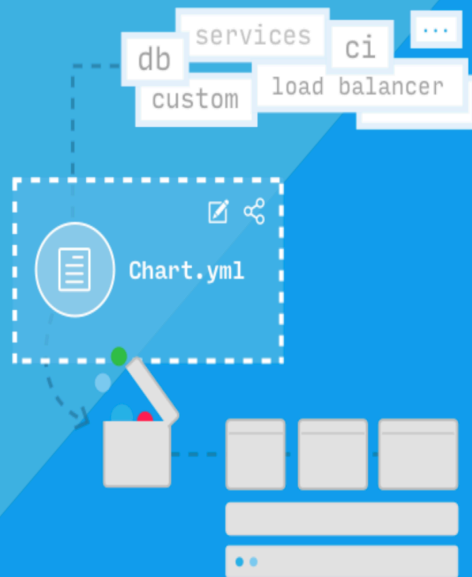 services
...
db
ci
custom
load balancer
Chart.yml